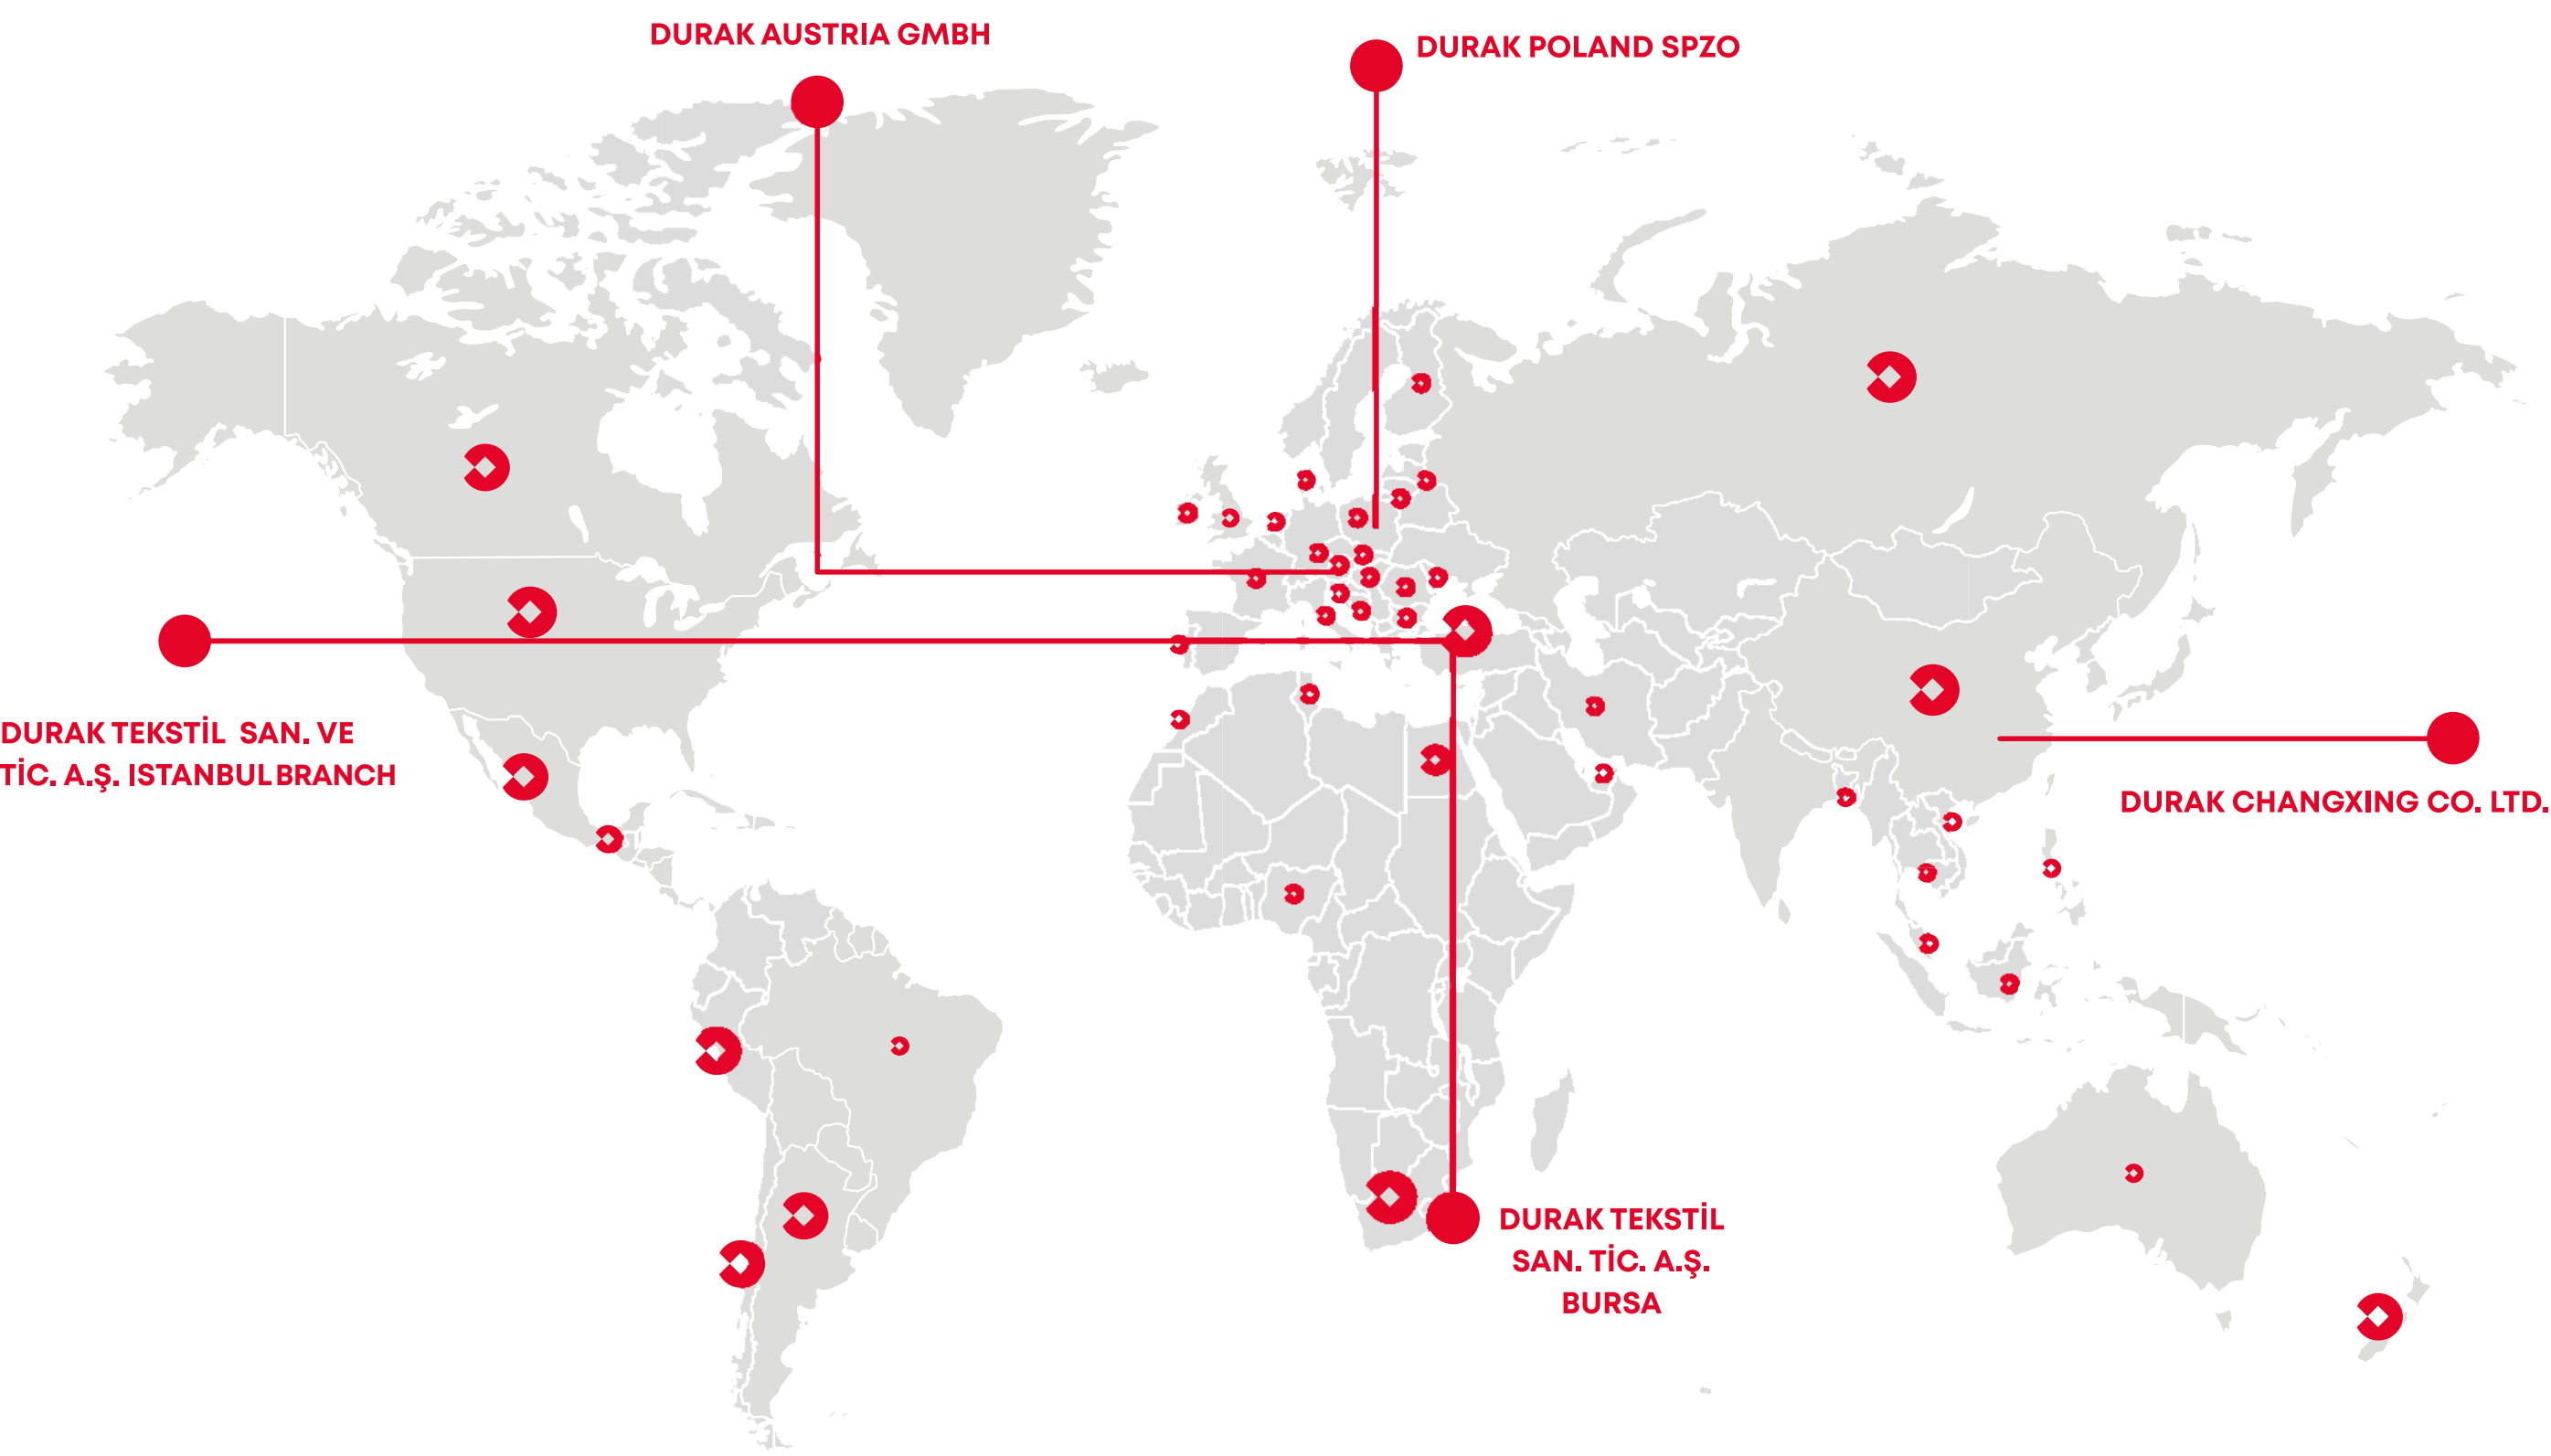 DURAK AUSTRIA GMBH
DURAK POLAND SPZO
DURAK TEKSTİL SAN. VE
TİC. A.Ş. ISTANBUL BRANCH
DURAK CHANGXING CO. LTD.
DURAK TEKSTİL
SAN. TİC. A.Ş.
BURSA